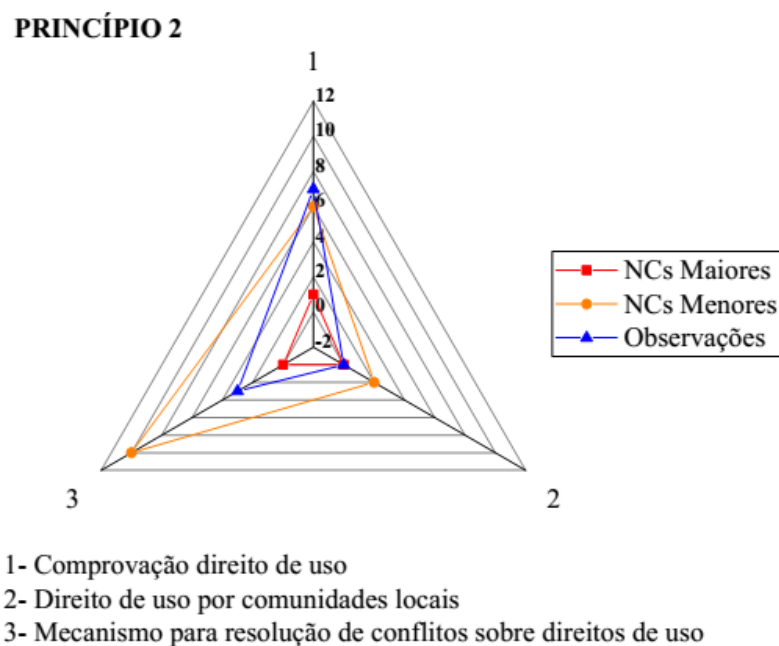 PRINCÍPIO 2
1
12
10
8
6
4
2
0
-2
NCs Maiores
NCs Menores
Observações
3
2
1- Comprovação direito de uso
2- Direito de uso por comunidades locais
3- Mecanismo para resolução de conflitos sobre direitos de uso